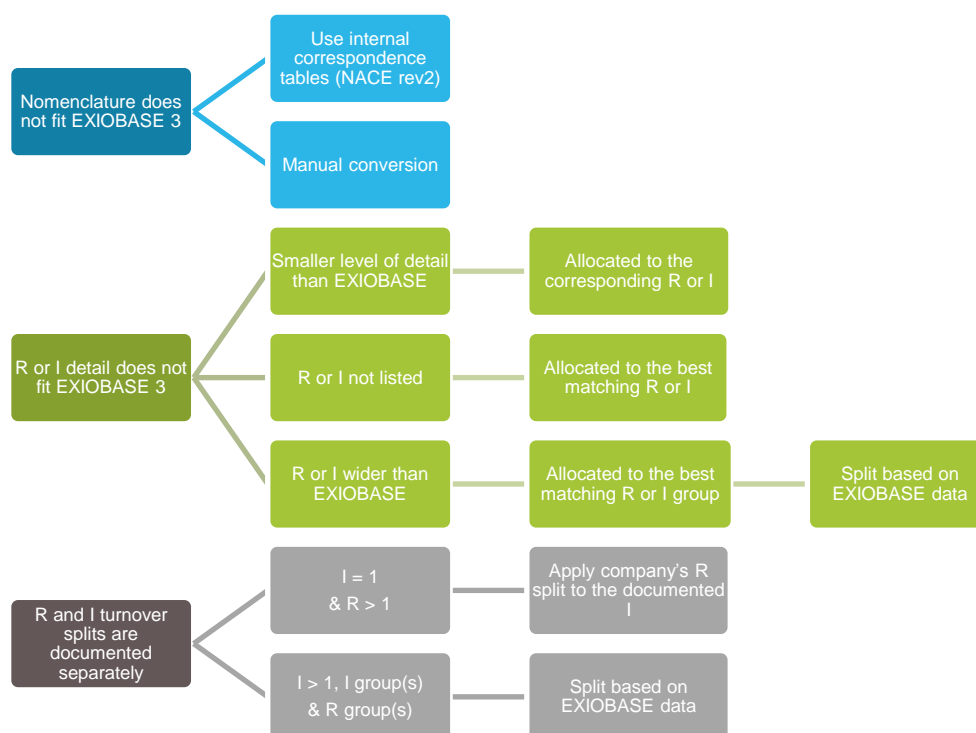 Use internal
correspondence
tables (NACE rev2)
Nomenclature does
not fit EXIOBASE 3
Manual conversion
Smaller level of detail
than EXIOBASE
Allocated to the
corresponding R or I
R or I detail does not
fit EXIOBASE 3
R or I not listed
Allocated to the best
matching R or I
R or I wider than
EXIOBASE
Allocated to the best
matching R or I group
Split based on
EXIOBASE data
I = 1
& R > 1
Apply company's R
split to the documented
I
R and I turnover
splits are
documented
separately
I > 1, I group(s)
& R group(s)
Split based on
EXIOBASE data